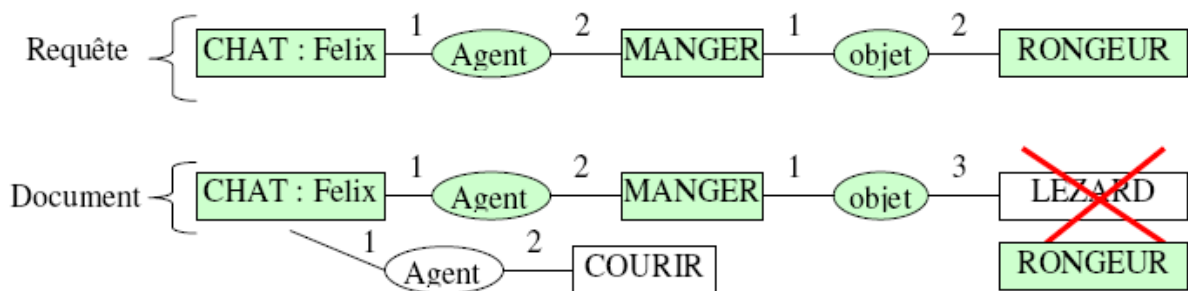 1 2 1 2
Requête CHAT : Felix Agent MANGER objet RONGEUR
1 2 1 3
Document CHAT : Felix Agent MANGER objet LEZARD
1 2
Agent COURIR RONGEUR